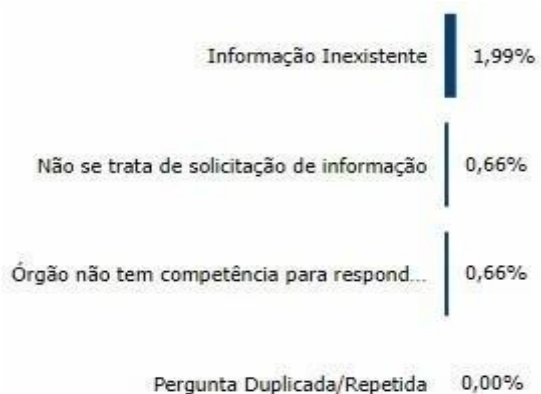 Informação Inexistente 1,99%
Não se trata de solicitação de informação 0,66%
Órgão não tem competência para respond... 0,66%
Pergunta Duplicada/Repetida 0,00%